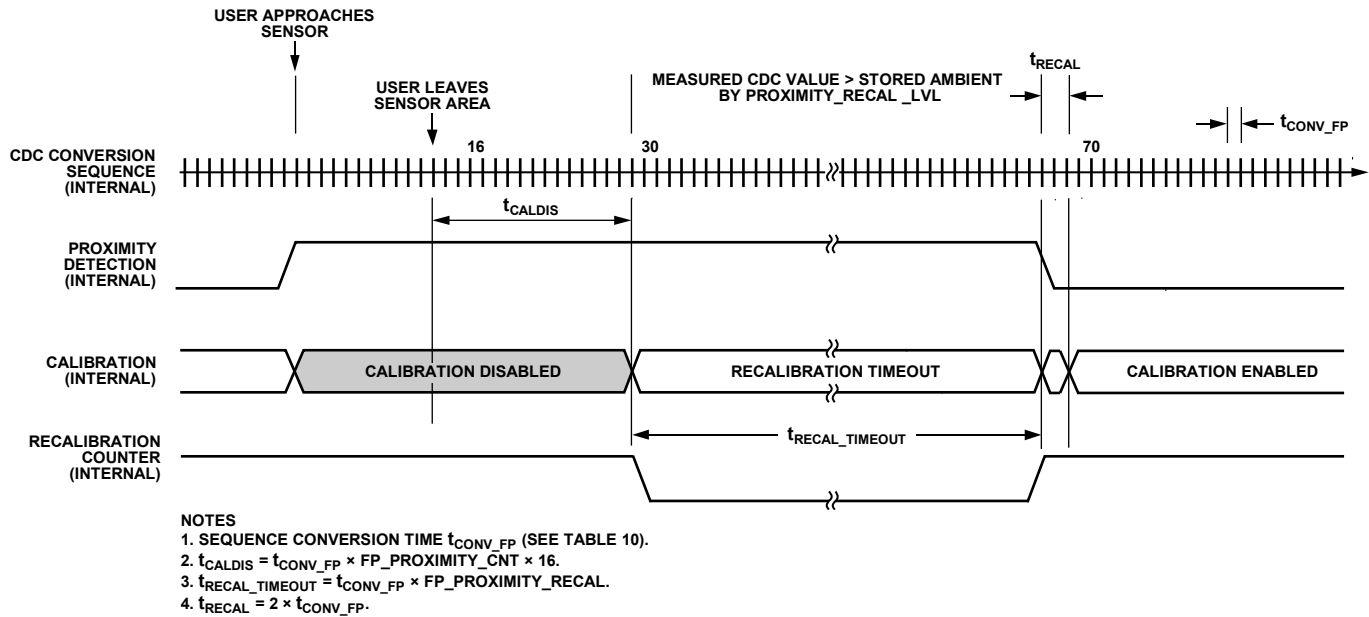 USER APPROACHES
SENSOR
USER LEAVES
SENSOR AREA
MEASURED CDC VALUE > STORED AMBIENT
BY PROXIMITY_RECAL _LVL
tRECAL
tCONV_FP
CDC CONVERSION
SEQUENCE
(INTERNAL)
16
30
70
tCALDIS
PROXIMITY
DETECTION
(INTERNAL)
CALIBRATION
(INTERNAL)
CALIBRATION DISABLED
RECALIBRATION TIMEOUT
CALIBRATION ENABLED
RECALIBRATION
COUNTER
(INTERNAL)
tRECAL_TIMEOUT
NOTES
1. SEQUENCE CONVERSION TIME tCONV_FP (SEE TABLE 10).
2. tCALDIS = tCONV_FP × FP_PROXIMITY_CNT × 16.
3. tRECAL_TIMEOUT = tCONV_FP × FP_PROXIMITY_RECAL.
4. tRECAL = 2 × tCONV_FP.